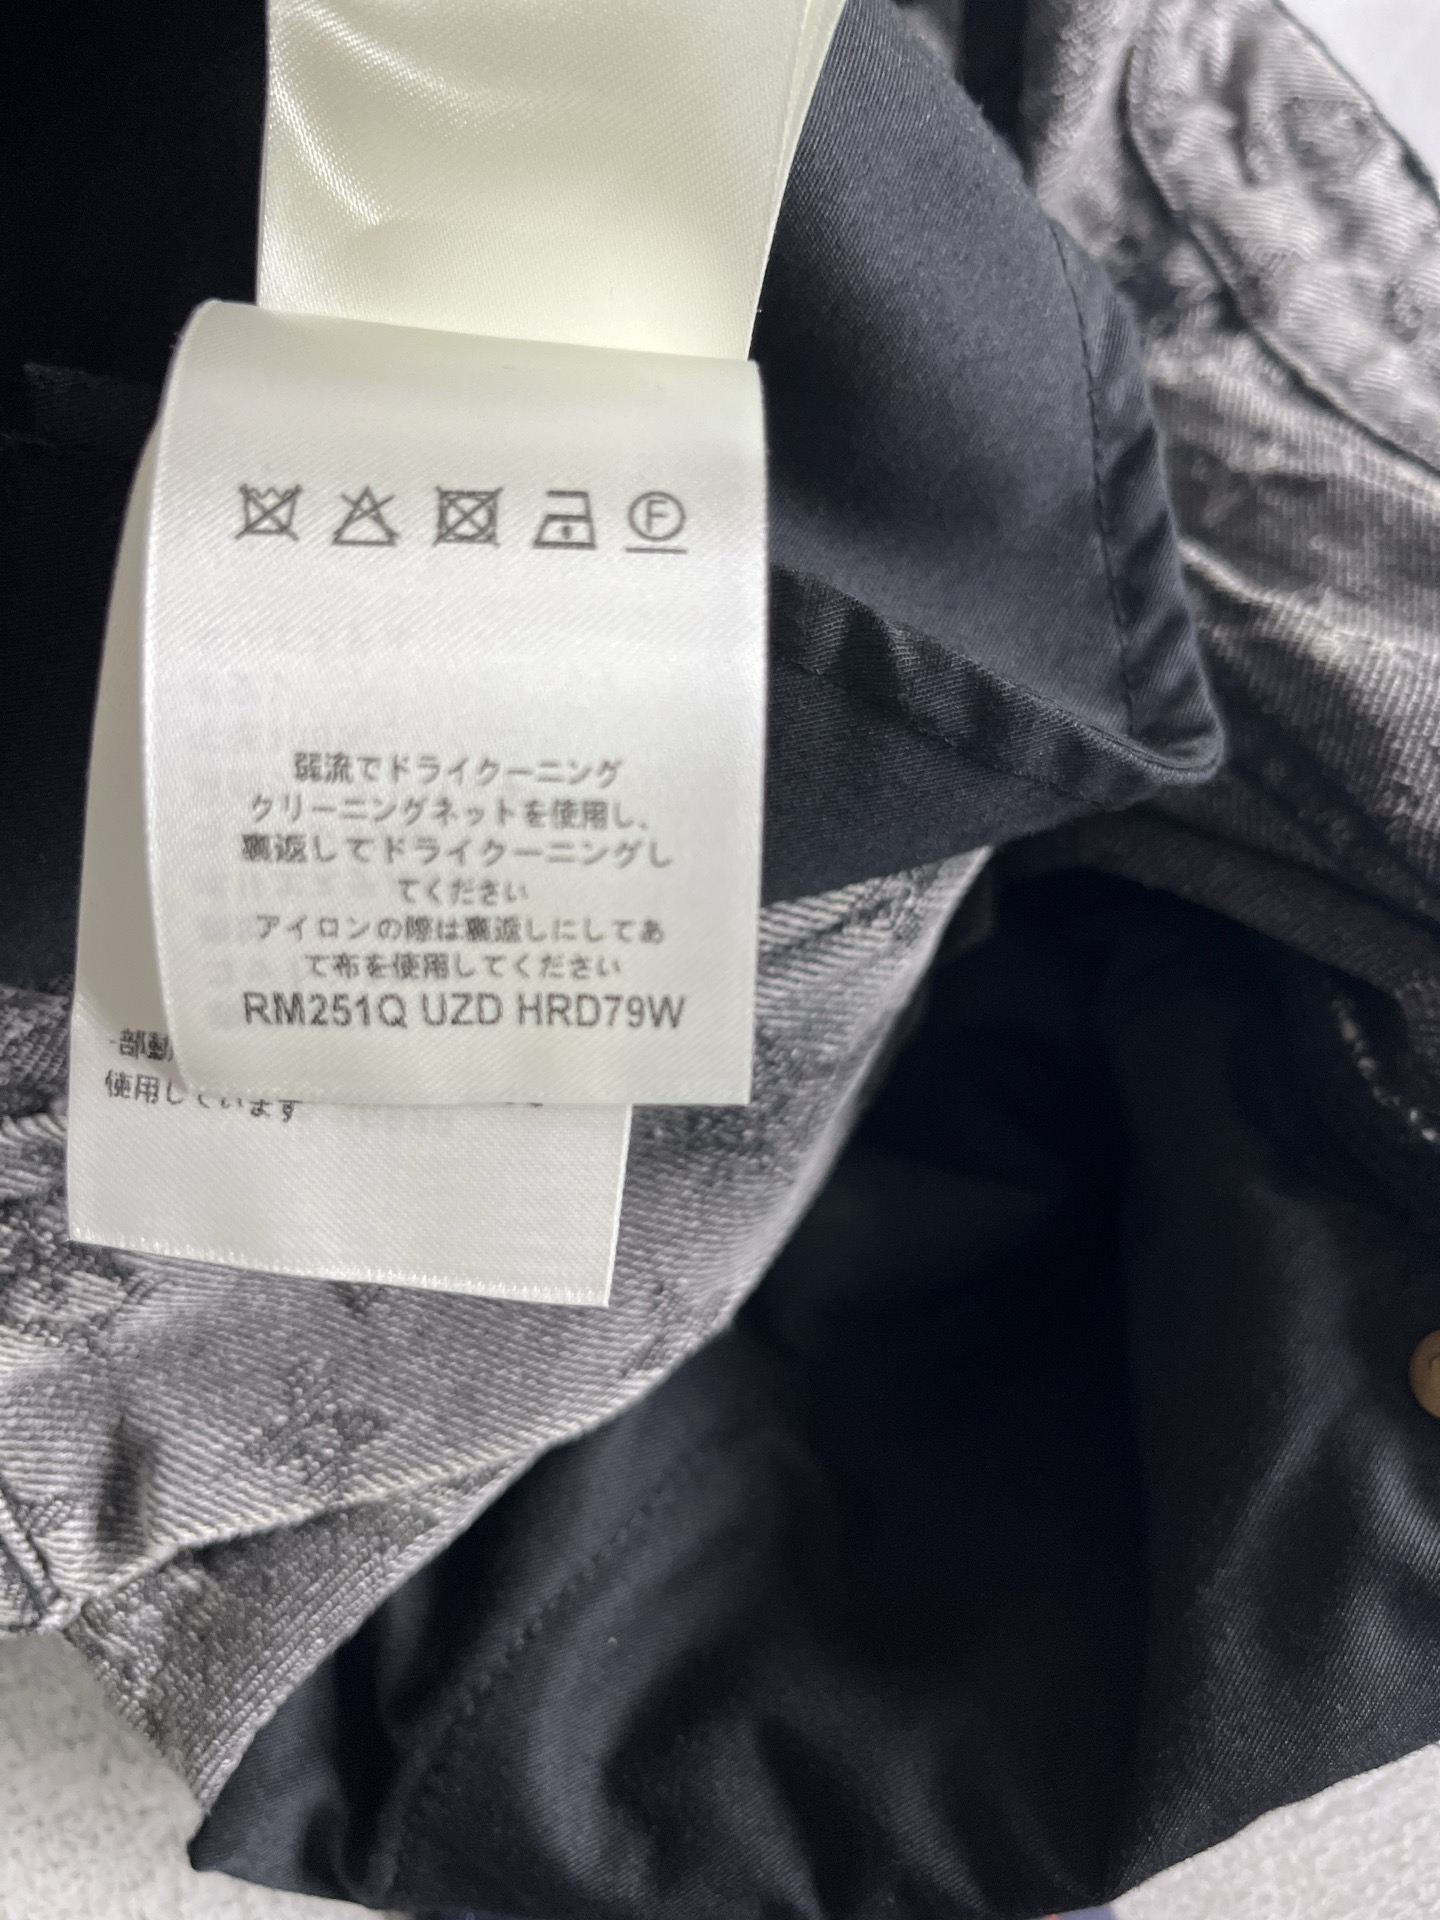 F
弱流でドライクーニング
クリーニングネットを使用し、
裏返してドライクーニングし
てください
アイロンの際は裏返しにしてあ
て布を使用してください
RM251Q UZD HRD79W
部動
使用しています